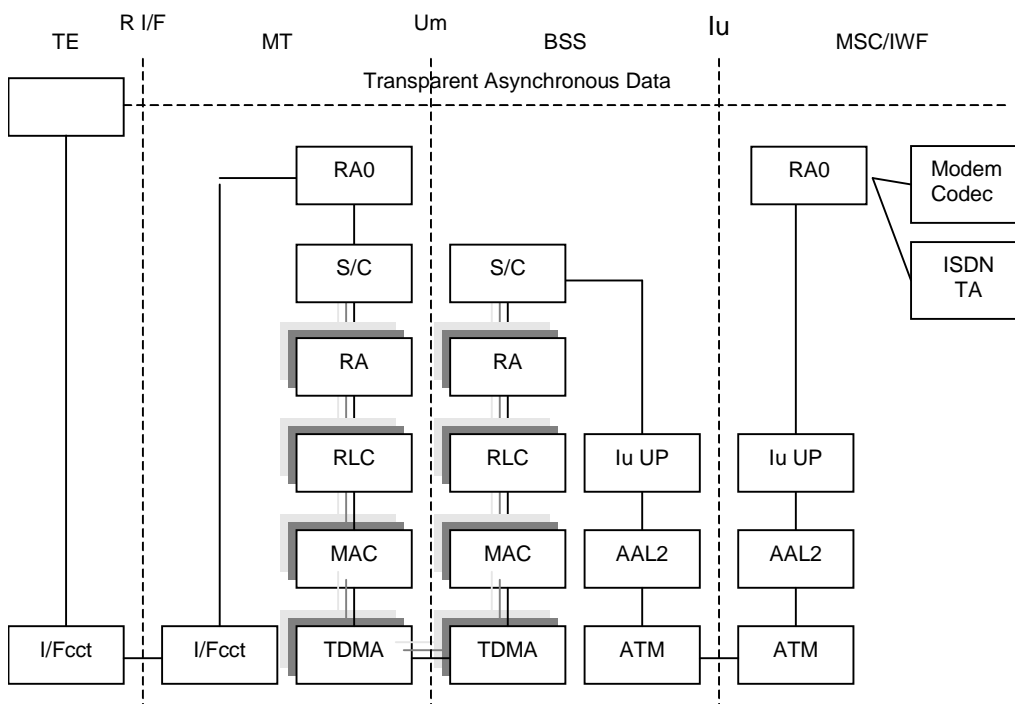 R I/F Um Iu
TE MT BSS MSC/IWF
Transparent Asynchronous Data
RA0 RA0 Modem
Codec
S/C S/C ISDN
TA
RA RA
RLC RLC Iu UP Iu UP
MAC MAC AAL2 AAL2
I/Fcct I/Fcct TDMA TDMA ATM ATM